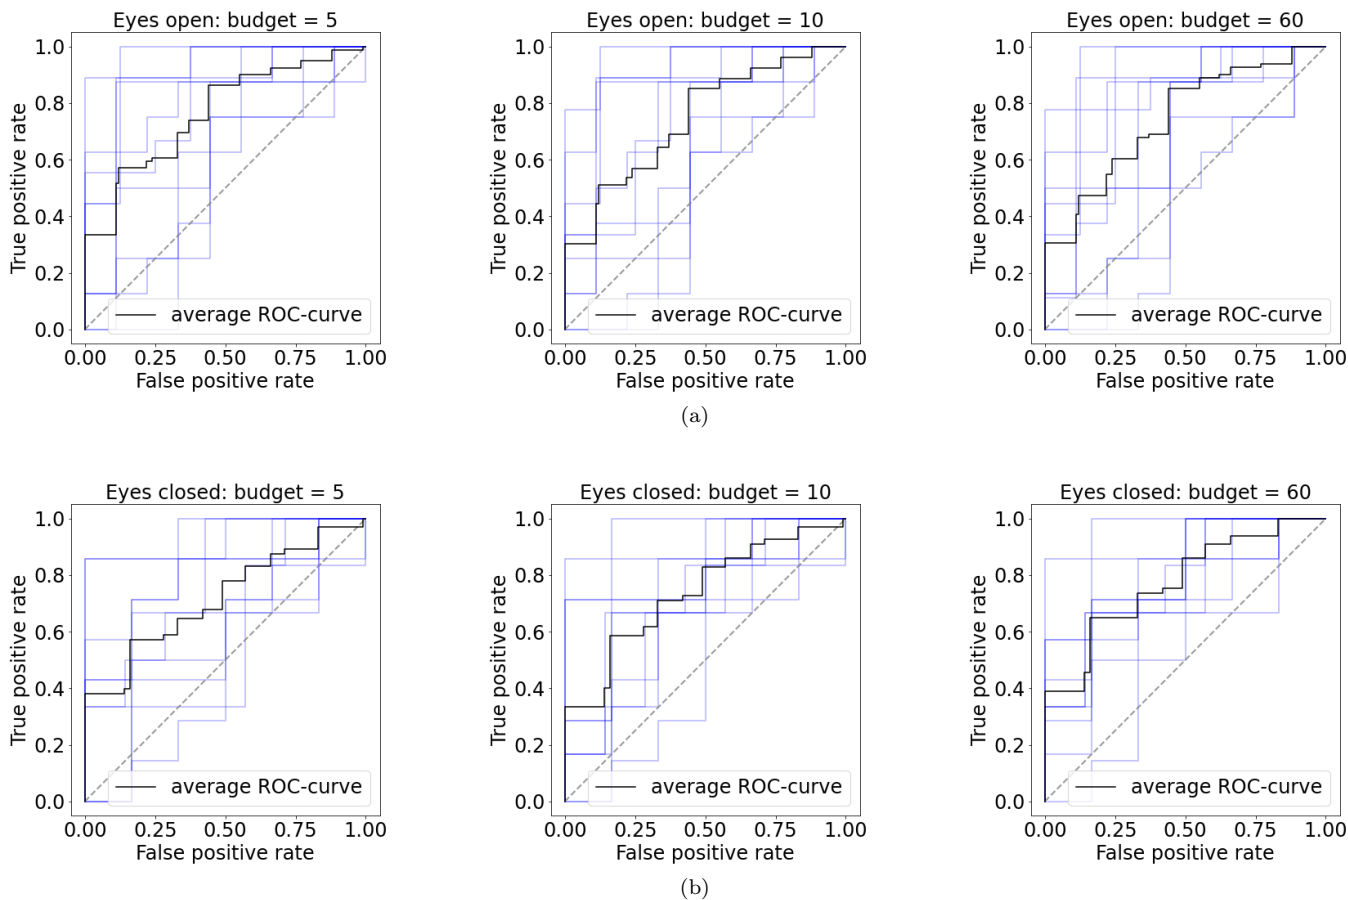 Eyes open: budget = 5
True positive rate
1.0
0.8
0.6
0.4
0.2
0.0
average ROC-curve
0.00 0.25 0.50 0.75 1.00
False positive rate
Eyes open: budget = 10
True positive rate
1.0
0.8
0.6
0.4
0.2
0.0
average ROC-curve
0.00 0.25 0.50 0.75 1.00
False positive rate
Eyes open: budget = 60
True positive rate
1.0
0.8
0.6
0.4
0.2
0.0
average ROC-curve
0.00 0.25 0.50 0.75 1.00
False positive rate
(a)
Eyes closed: budget = 5
True positive rate
1.0
0.8
0.6
0.4
0.2
0.0
average ROC-curve
0.00 0.25 0.50 0.75 1.00
False positive rate
Eyes closed: budget = 10
True positive rate
1.0
0.8
0.6
0.4
0.2
0.0
average ROC-curve
0.00 0.25 0.50 0.75 1.00
False positive rate
Eyes closed: budget = 60
True positive rate
1.0
0.8
0.6
0.4
0.2
0.0
average ROC-curve
0.00 0.25 0.50 0.75 1.00
False positive rate
(b)